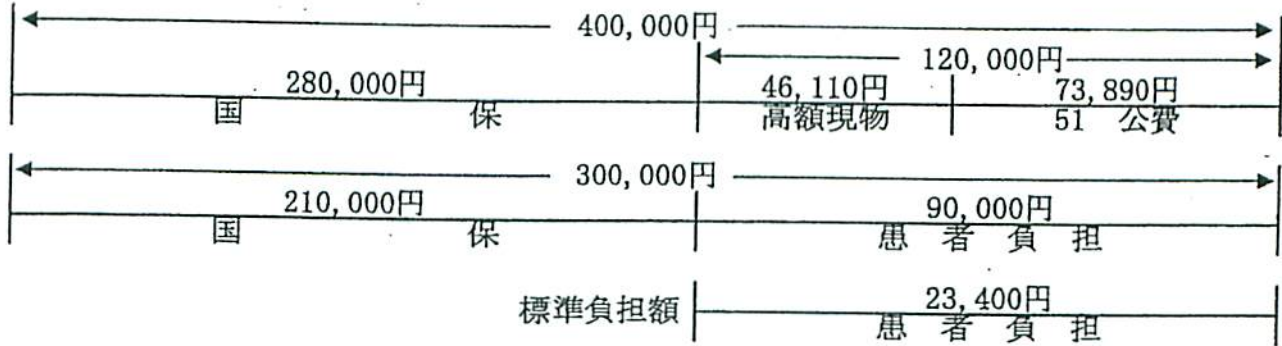 400,000円
120,000円
280,000円 46,110円 73,890円
国 保 高額現物 51 公費
300,000円
210,000円 90,000円
国 保 患 者 負 担
標準負担額 23,400円
患 者 負 担